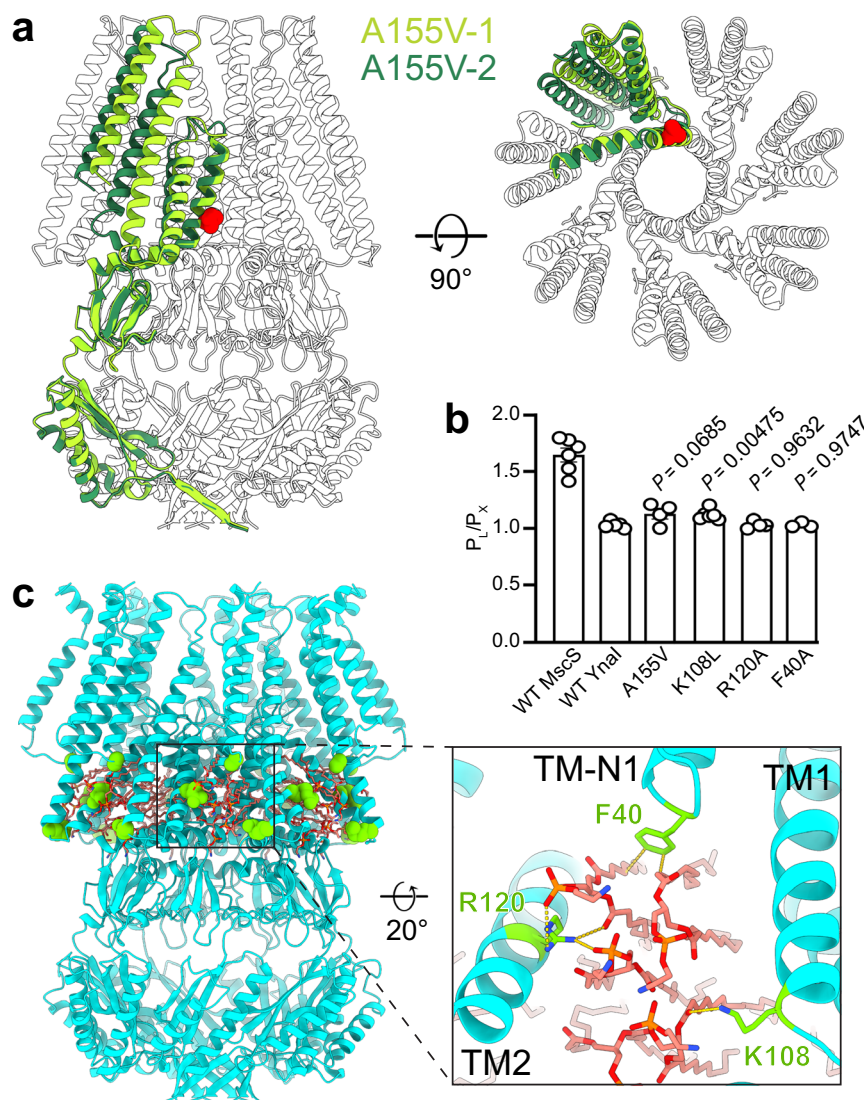 a
A155V-1
A155V-2
90°
b
P_L/P_X
2.0
1.5
1.0
0.5
0.0
P = 0.0685
P = 0.00475
P = 0.9632
P = 0.9747
WT MscS
WT YnaI
A155V
K108L
R120A
F40A
c
20°
TM-N1
TM1
F40
R120
TM2
K108